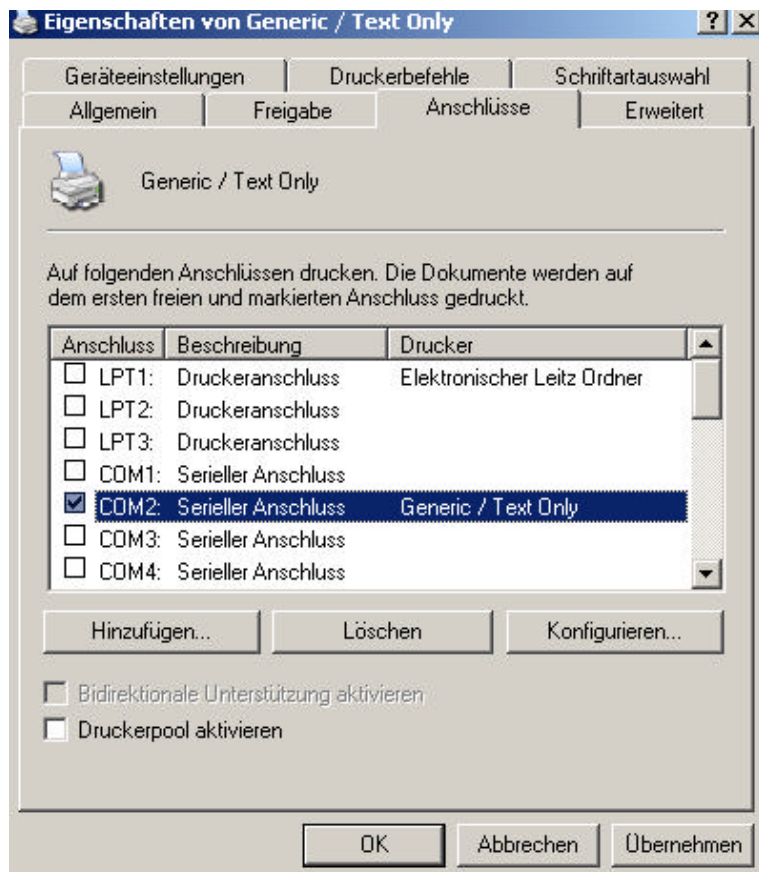 Eigenschaften von Generic / Text Only
Geräteeinstellungen Druckerbefehle Schriftartauswahl
Allgemein Freigabe Anschlüsse Erweitert
Generic / Text Only
Auf folgenden Anschlüssen drucken. Die Dokumente werden auf
dem ersten freien und markierten Anschluss gedruckt.
Anschluss Beschreibung Drucker
LPT1: Druckeranschluss Elektronischer Leitz Ordner
LPT2: Druckeranschluss
LPT3: Druckeranschluss
COM1: Serieller Anschluss
COM2: Serieller Anschluss Generic / Text Only
COM3: Serieller Anschluss
COM4: Serieller Anschluss
Hinzufügen... Löschen Konfigurieren...
Bidirektionale Unterstützung aktivieren
Druckerpool aktivieren
OK Abbrechen Übernehmen